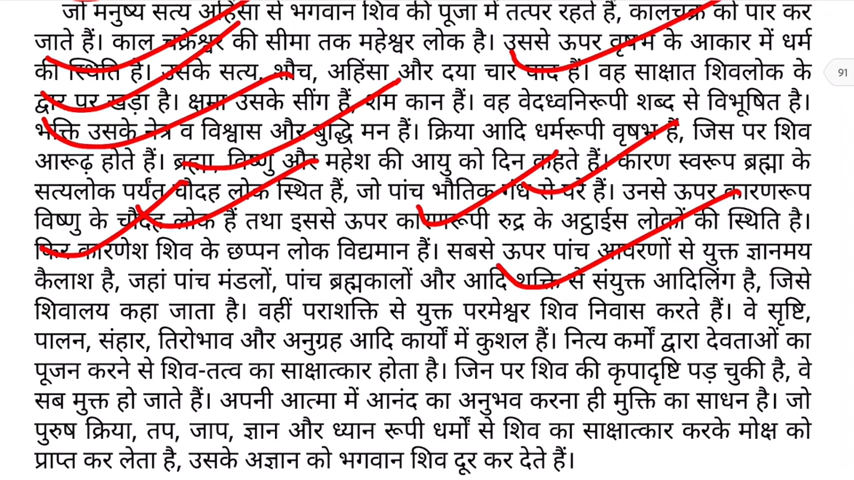 जो मनुष्य सत्य अहिंसा से भगवान शिव की पूजा में तत्पर रहते हैं, कालचक्र को पार कर
जाते हैं। काल चक्रेश्वर की सीमा तक महेश्वर लोक है। उससे ऊपर वृषभ के आकार में धर्म
की स्थिति है। उसके सत्य, शौच, अहिंसा और दया चार पाद हैं। वह साक्षात शिवलोक के
91
द्वार पर खड़ा है। क्षमा उसके सींग हैं, शम कान हैं। वह वेदध्वनिरूपी शब्द से विभूषित है।
भक्ति उसके नेत्र व विश्वास और बुद्धि मन हैं। क्रिया आदि धर्मरूपी वृषभ हैं, जिस पर शिव
आरूढ़ होते हैं। ब्रह्मा, विष्णु और महेश की आयु को दिन कहते हैं। कारण स्वरूप ब्रह्मा के
सत्यलोक पर्यंत चौदह लोक स्थित हैं, जो पांच भौतिक गंध से परे हैं। उनसे ऊपर कारणरूप
विष्णु के चौदह लोक हैं तथा इससे ऊपर कारणरूपी रुद्र के अट्ठाईस लोकों की स्थिति है।
फिर कारणेश शिव के छप्पन लोक विद्यमान हैं। सबसे ऊपर पांच आवरणों से युक्त ज्ञानमय
कैलाश है, जहां पांच मंडलों, पांच ब्रह्मकालों और आदि शक्ति से संयुक्त आदिलिंग है, जिसे
शिवालय कहा जाता है। वहीं पराशक्ति से युक्त परमेश्वर शिव निवास करते हैं। वे सृष्टि,
पालन, संहार, तिरोभाव और अनुग्रह आदि कार्यों में कुशल हैं। नित्य कर्मों द्वारा देवताओं का
पूजन करने से शिव-तत्व का साक्षात्कार होता है। जिन पर शिव की कृपादृष्टि पड़ चुकी है, वे
सब मुक्त हो जाते हैं। अपनी आत्मा में आनंद का अनुभव करना ही मुक्ति का साधन है। जो
पुरुष क्रिया, तप, जाप, ज्ञान और ध्यान रूपी धर्मों से शिव का साक्षात्कार करके मोक्ष को
प्राप्त कर लेता है, उसके अज्ञान को भगवान शिव दूर कर देते हैं।